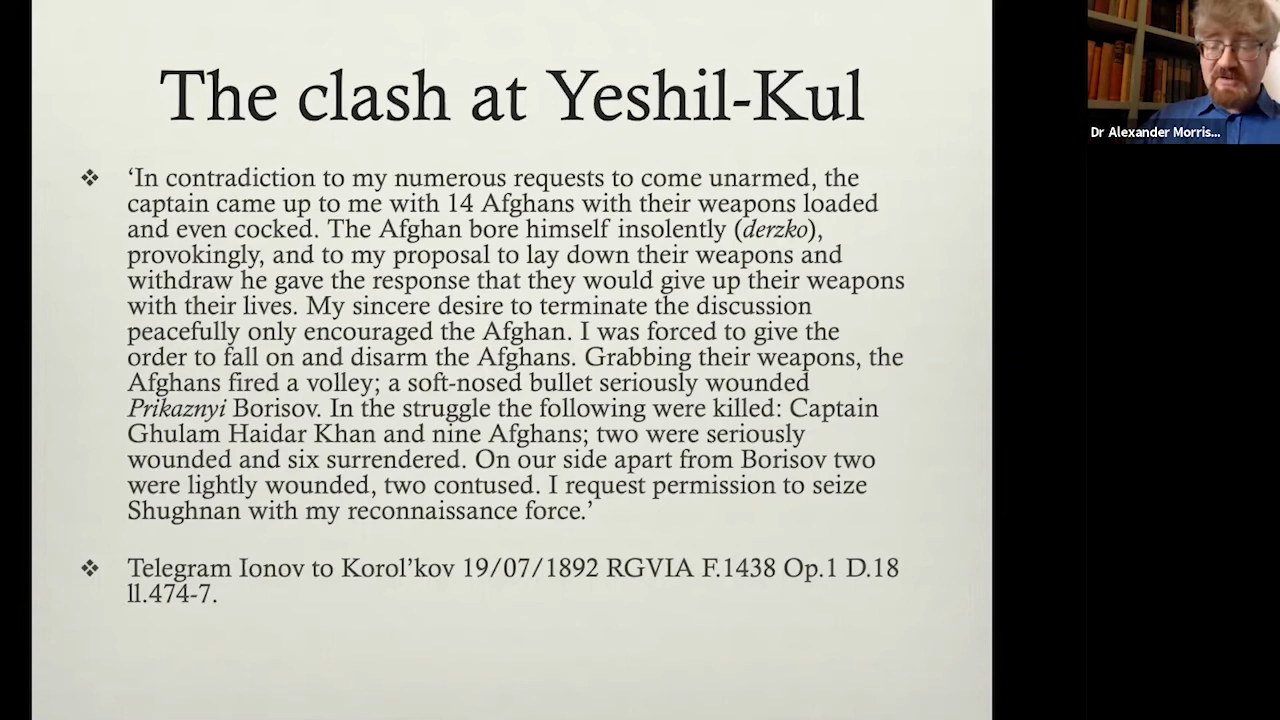 The clash at Yeshil-Kul
❖ ‘In contradiction to my numerous requests to come unarmed, the
captain came up to me with 14 Afghans with their weapons loaded
and even cocked. The Afghan bore himself insolently (derzko),
provokingly, and to my proposal to lay down their weapons and
withdraw he gave the response that they would give up their weapons
with their lives. My sincere desire to terminate the discussion
peacefully only encouraged the Afghan. I was forced to give the
order to fall on and disarm the Afghans. Grabbing their weapons, the
Afghans fired a volley; a soft-nosed bullet seriously wounded
Prikaznyi Borisov. In the struggle the following were killed: Captain
Ghulam Haidar Khan and nine Afghans; two were seriously
wounded and six surrendered. On our side apart from Borisov two
were lightly wounded, two contused. I request permission to seize
Shughnan with my reconnaissance force.’
❖ Telegram Ionov to Korol’kov 19/07/1892 RGVIA F.1438 Op.1 D.18
ll.474-7.
Dr Alexander Morris...